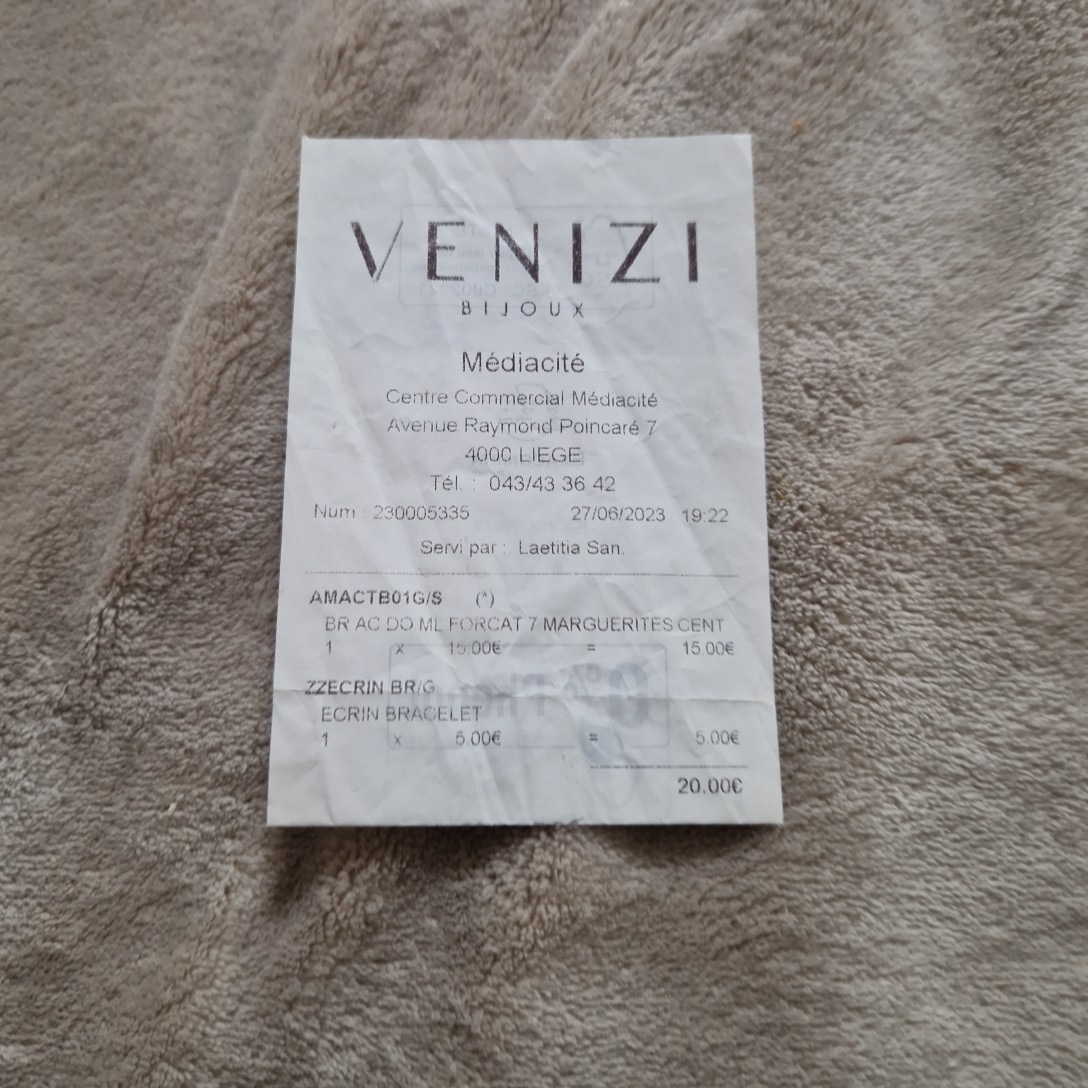 VENIZI
BIJOUX
Médiacité
Centre Commercial Médiacité
Avenue Raymond Poincaré 7
4000 LIEGE
Tél. : 043/43 36 42
Num : 230005335 27/06/2023 19:22
Servi par : Laetitia San.
AMACTB01G/S (*)
BR AC DO ML FORCAT 7 MARGUERITES CENT
1 x 15.00€ = 15.00€
ZZECRIN BR/G
ECRIN BRACELET
1 x 5.00€ = 5.00€
20.00€